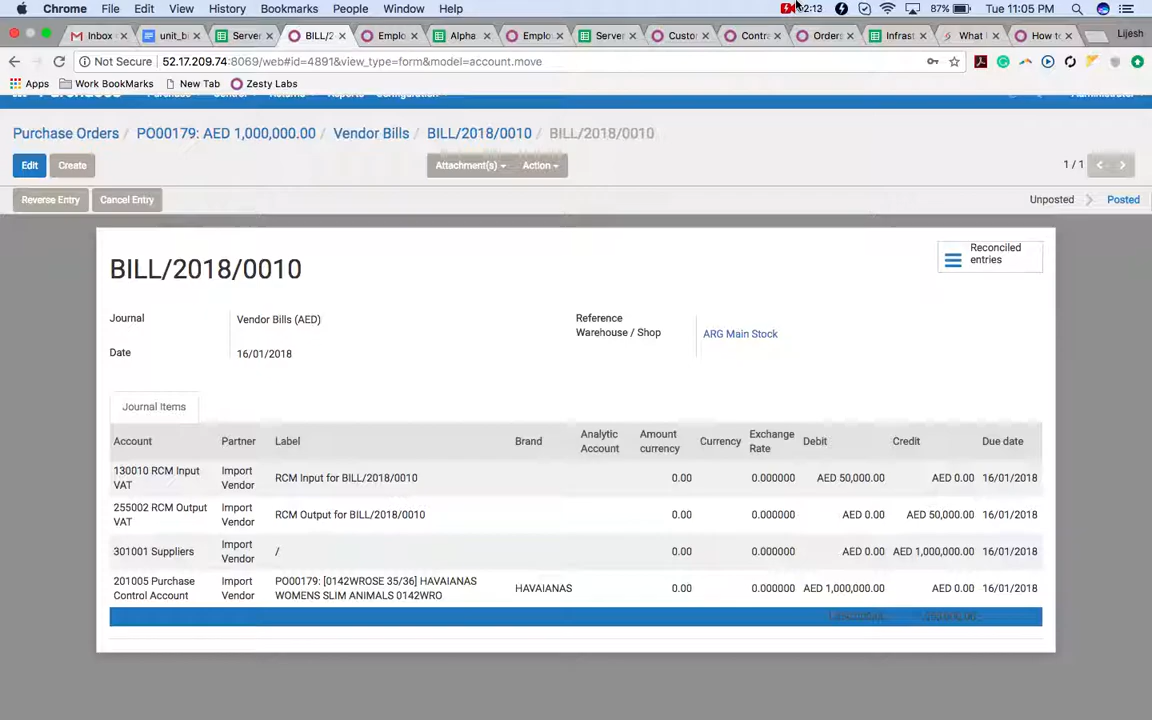 Chrome File Edit View History Bookmarks People Window Help 02:13 87% Tue 11:05 PM
Inbox unit_bi Server BILL/2 Emplo Alpha Emplo Server Custo Contra Orders Infrast What How to Lijesh
Not Secure 52.17.209.74:8069/web#id=4891&view_type=form&model=account.move
Apps Work BookMarks New Tab Zesty Labs
Purchase Orders / PO00179: AED 1,000,000.00 / Vendor Bills / BILL/2018/0010 / BILL/2018/0010
Edit Create Attachment(s) Action 1 / 1
Reverse Entry Cancel Entry Unposted Posted
BILL/2018/0010
Reconciled
entries
Journal Vendor Bills (AED) Reference
Warehouse / Shop ARG Main Stock
Date 16/01/2018
Journal Items
Account Partner Label Brand Analytic Account Amount currency Currency Exchange Rate Debit Credit Due date
130010 RCM Input VAT Import Vendor RCM Input for BILL/2018/0010 0.00 0.000000 AED 50,000.00 AED 0.00 16/01/2018
255002 RCM Output VAT Import Vendor RCM Output for BILL/2018/0010 0.00 0.000000 AED 0.00 AED 50,000.00 16/01/2018
301001 Suppliers Import Vendor / 0.00 0.000000 AED 0.00 AED 1,000,000.00 16/01/2018
201005 Purchase Control Account Import Vendor PO00179: [0142WROSE 35/36] HAVAIANAS WOMENS SLIM ANIMALS 0142WRO HAVAIANAS 0.00 0.000000 AED 1,000,000.00 AED 0.00 16/01/2018